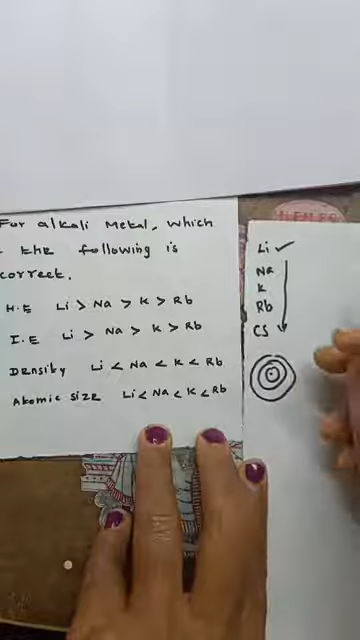 For alkali metal, which
the following is
correct.
H.E Li > Na > K > Rb
I.E Li > Na > K > Rb
Density Li < Na < K < Rb
Atomic size Li < Na < K < Rb
Li ✓
Na
K
Rb
CS